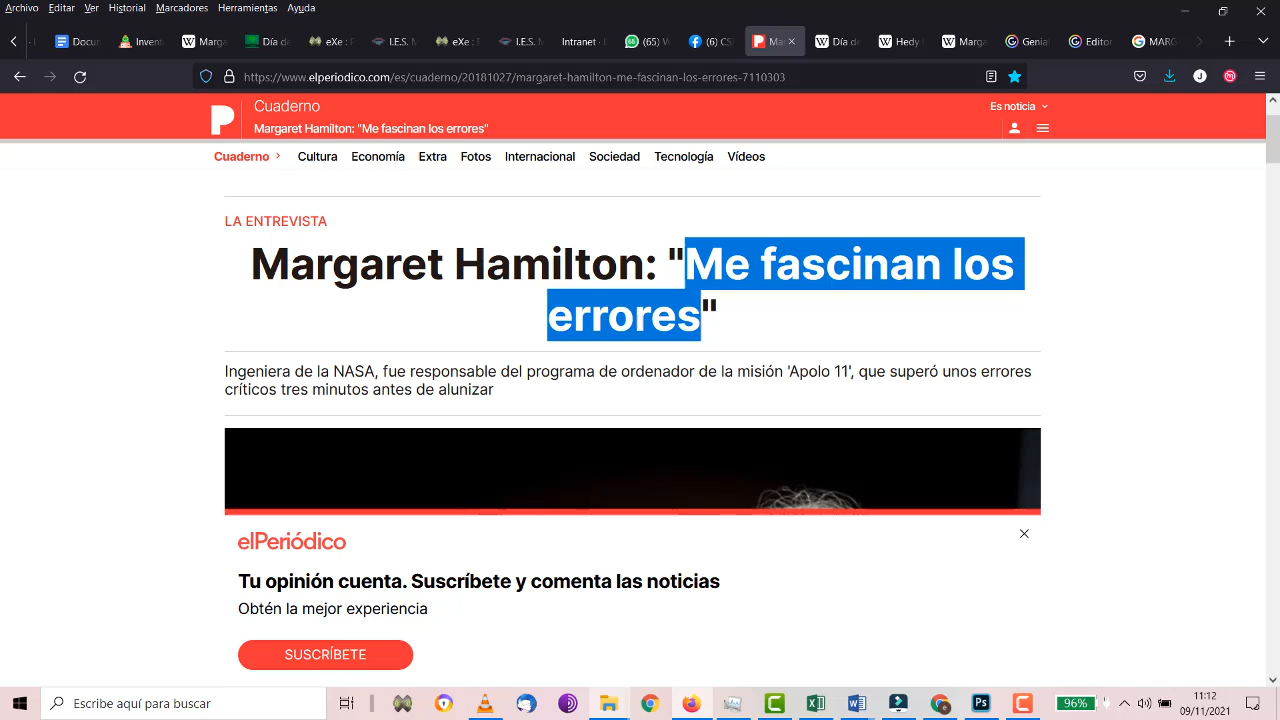 Archivo Editar Ver Historial Marcadores Herramientas Ayuda
Docum Invent Marga Día de eXe : F I.E.S. M eXe : F I.E.S. M Intranet - (65) W (6) CS Mar Día de Hedy Marga Genial Editor MARG
https://www.elperiodico.com/es/cuaderno/20181027/margaret-hamilton-me-fascinan-los-errores-7110303
Cuaderno
Es noticia
Margaret Hamilton: "Me fascinan los errores"
Cuaderno Cultura Economía Extra Fotos Internacional Sociedad Tecnología Vídeos
LA ENTREVISTA
Margaret Hamilton: "Me fascinan los
errores"
Ingeniera de la NASA, fue responsable del programa de ordenador de la misión 'Apolo 11', que superó unos errores
críticos tres minutos antes de alunizar
elPeriódico
Tu opinión cuenta. Suscríbete y comenta las noticias
Obtén la mejor experiencia
SUSCRÍBETE
Escribe aquí para buscar
96%
11:12
09/11/2021